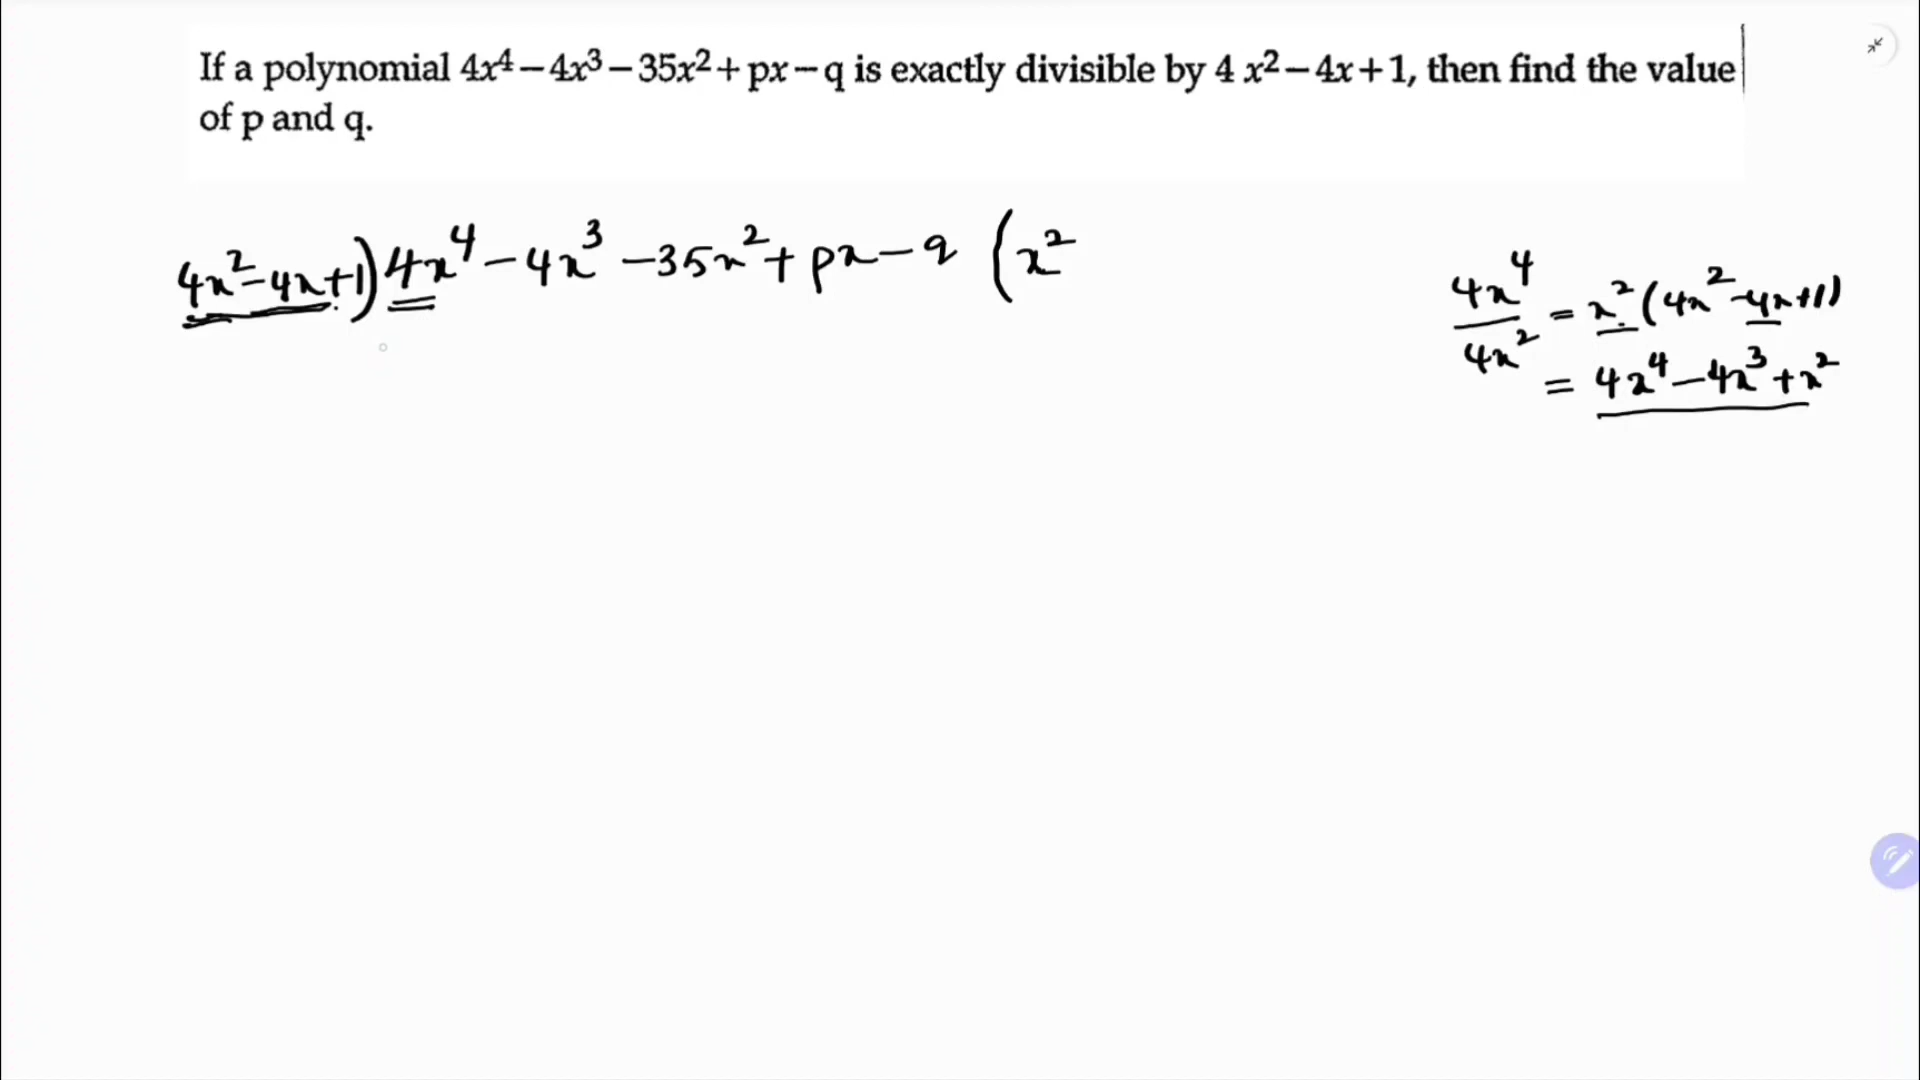 If a polynomial 4x⁴ − 4x³ − 35x² + px − q is exactly divisible by 4 x² − 4x + 1, then find the value
of p and q.
4x² − 4x + 1) 4x⁴ − 4x³ − 35x² + px − q (x²
4x⁴/4x² = x² (4x² − 4x + 1)
= 4x⁴ − 4x³ + x²